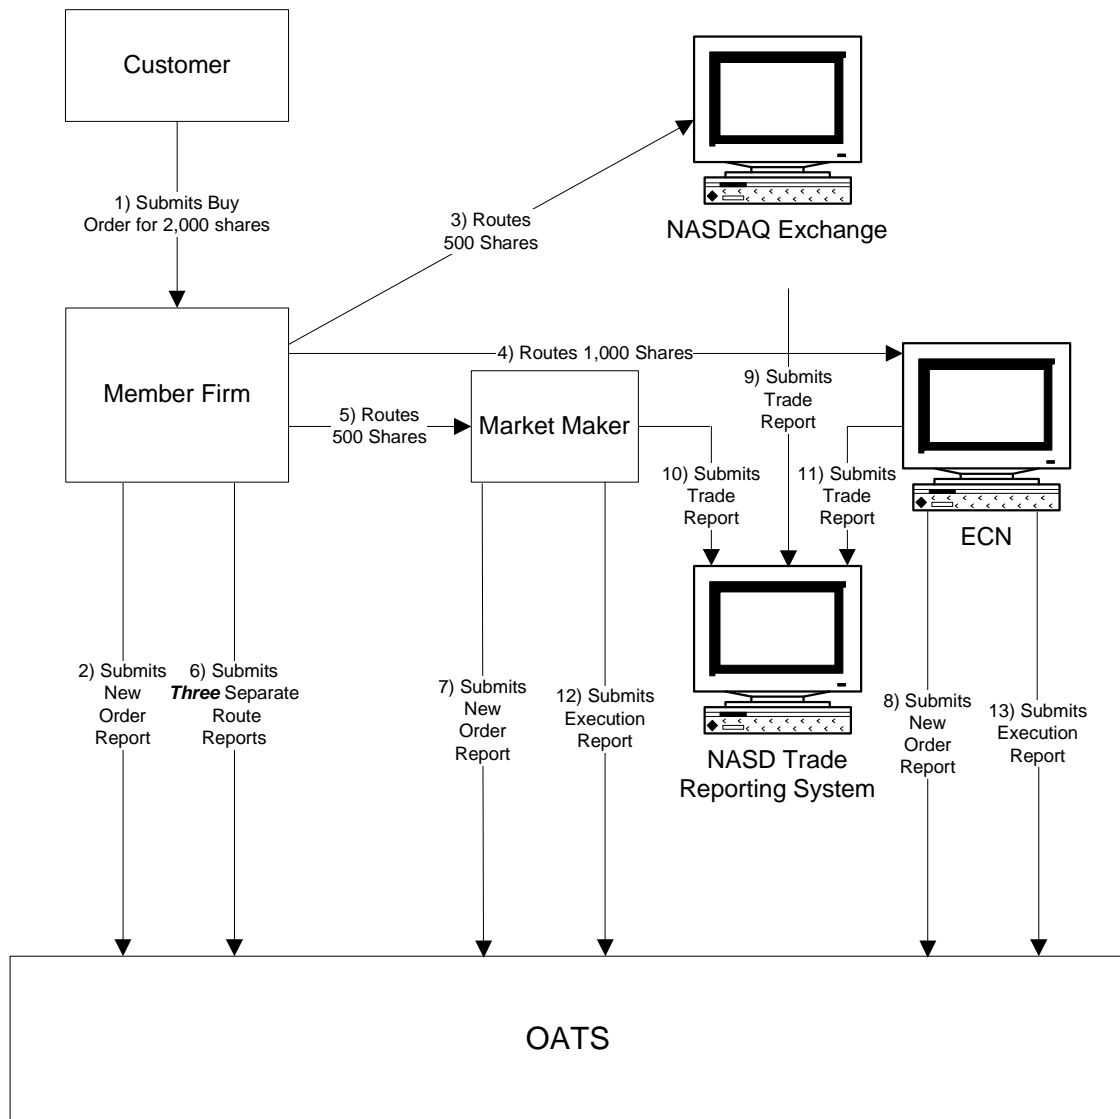 Customer
1) Submits Buy
Order for 2,000 shares
3) Routes
500 Shares
NASDAQ Exchange
Member Firm
4) Routes 1,000 Shares
5) Routes
500 Shares
Market Maker
9) Submits
Trade
Report
10) Submits
Trade
Report
11) Submits
Trade
Report
ECN
2) Submits
New
Order
Report
6) Submits
Three Separate
Route
Reports
7) Submits
New
Order
Report
12) Submits
Execution
Report
NASD Trade
Reporting System
8) Submits
New
Order
Report
13) Submits
Execution
Report
OATS